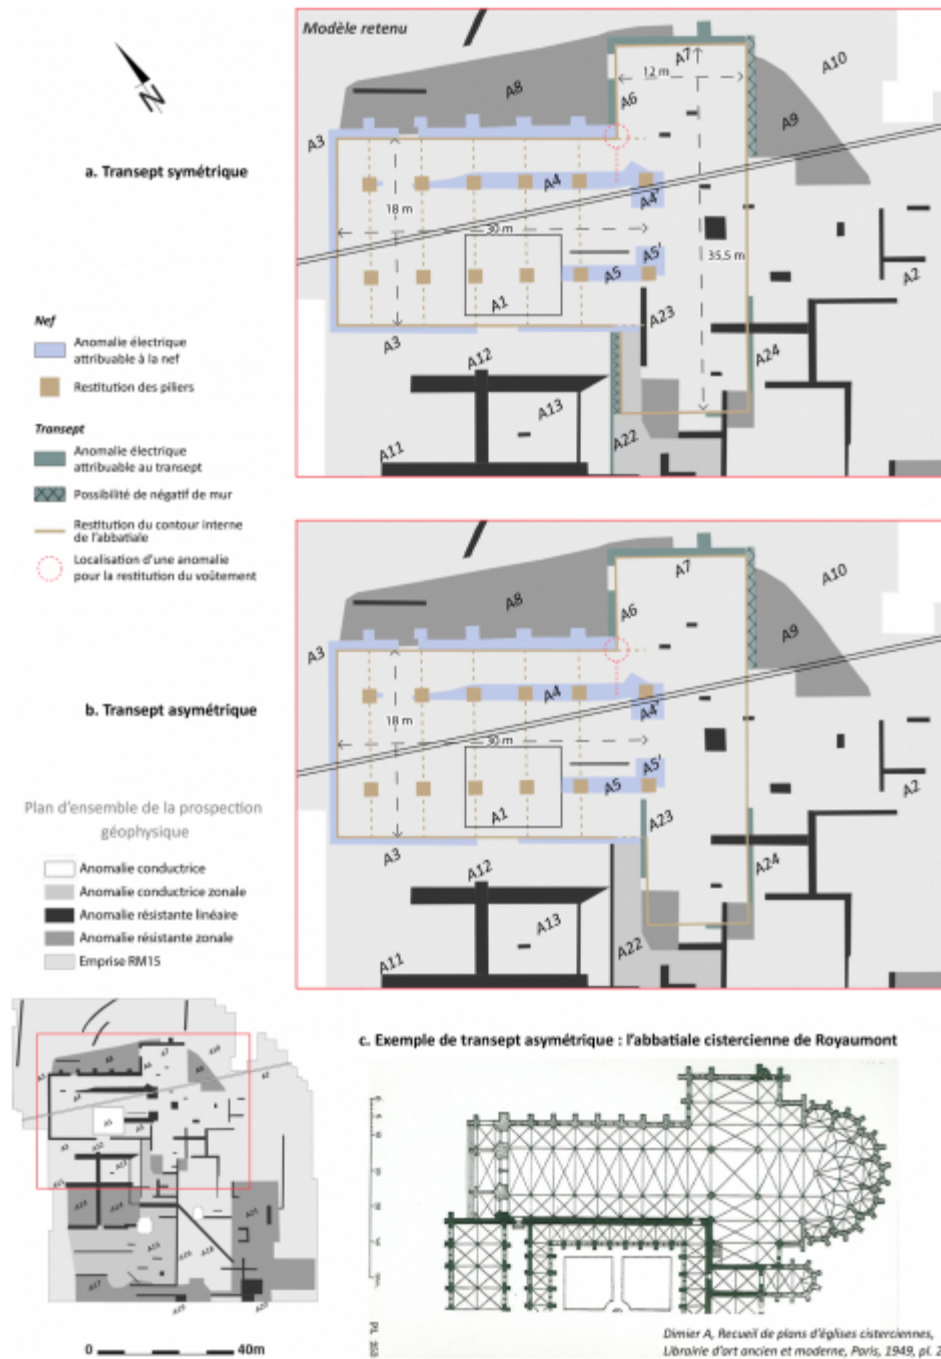 Modèle retenu
N
A7
A10
12 m
A8
A6
A9
A3
a. Transept symétrique
A4
18 m
A4'
30 m
35,5 m
A5'
A5
A2
A1
A23
Nef
A3
A24
Anomalie électrique
attribuable à la nef
A12
Restitution des piliers
A13
Transept
A22
A11
Anomalie électrique
attribuable au transept
Possibilité de négatif de mur
Restitution du contour interne
de l'abbatiale
Localisation d'une anomalie
pour la restitution du voûtement
A7
A10
A8
A6
A9
A3
A4
b. Transept asymétrique
A4'
18 m
30 m
A5'
A5
A2
A1
Plan d'ensemble de la prospection
géophysique
A23
A3
A24
A12
Anomalie conductrice
Anomalie conductrice zonale
A13
Anomalie résistante linéaire
A22
Anomalie résistante zonale
A11
Emprise RM15
c. Exemple de transept asymétrique : l'abbatiale cistercienne de Royaumont
0 40m
Dimier A, Recueil de plans d'églises cisterciennes,
Librairie d'art ancien et moderne, Paris, 1949, pl. 2